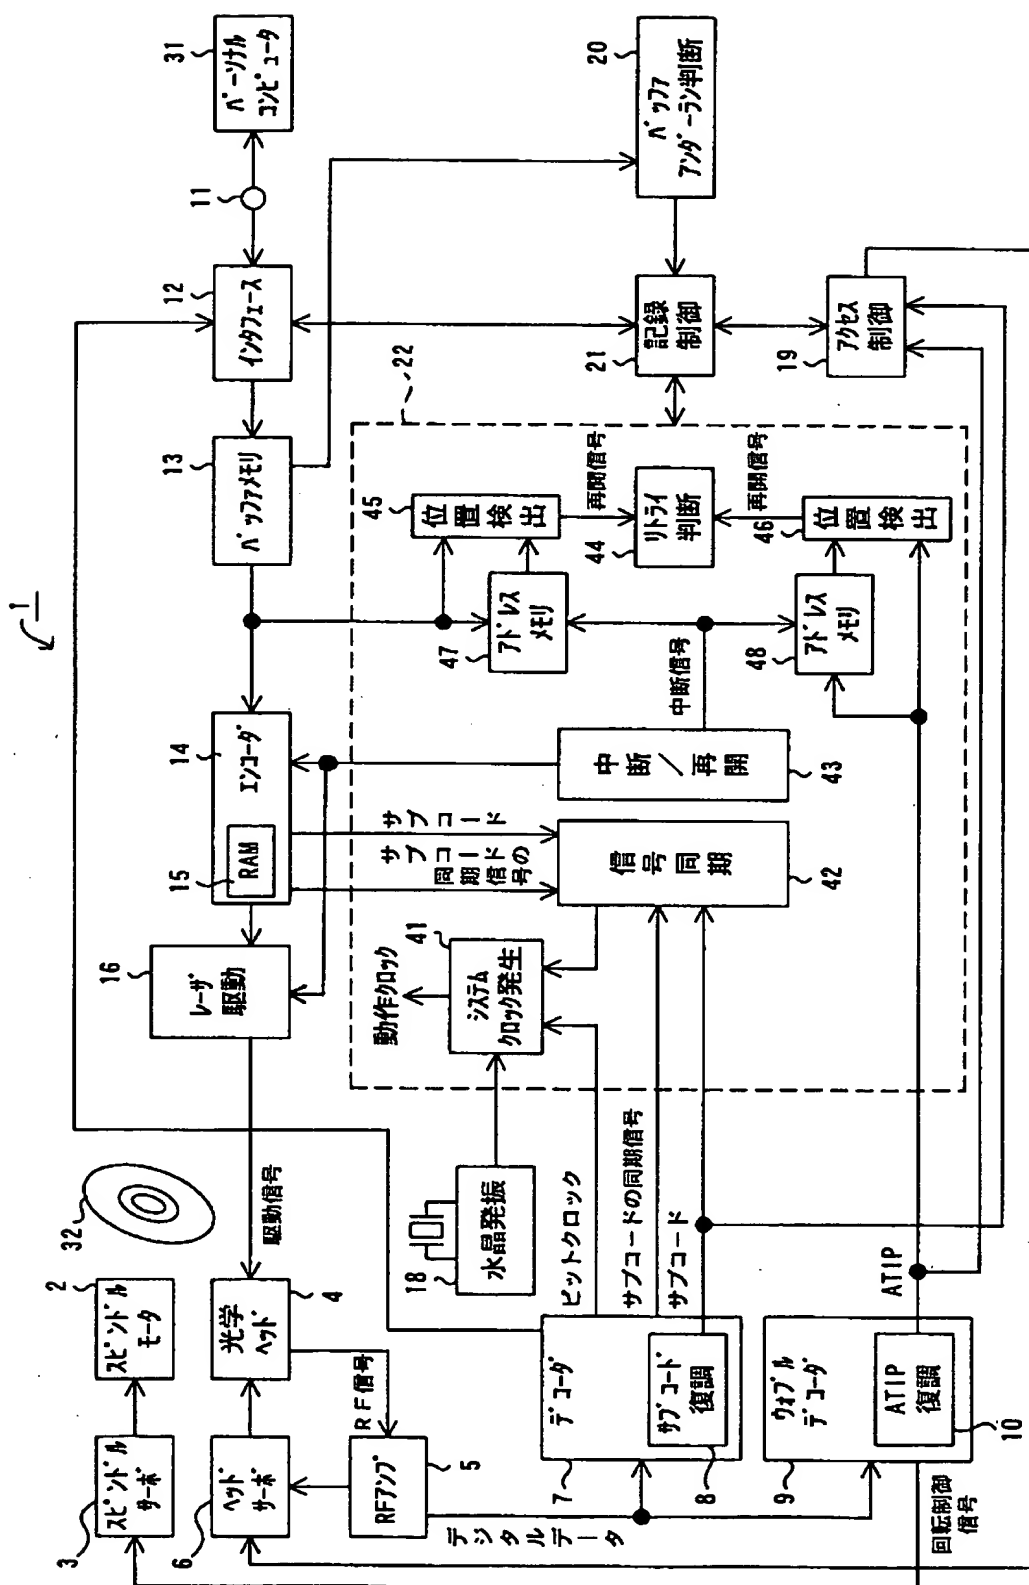 1
32
スピンドル
モータ
2
スピンドル
サーボ
3
光学
ヘッド
4
ヘッド
サーボ
6
RF信号
RFアンプ
5
デジタルデータ
駆動信号
レーザ
駆動
16
エンコーダ
14
RAM
15
バッファメモリ
13
インタフェース
12
11
パーソナル
コンピュータ
31
デコーダ
7
サブコード
復調
8
ウォブル
デコーダ
9
ATIP
復調
10
回転制御
信号
水晶発振
18
ビットクロック
サブコードの同期信号
サブコード
ATIP
動作クロック
システム
クロック発生
41
サブコード
サブコードの
同期信号
信号同期
42
中断/再開
43
中断信号
アドレス
メモリ
47
位置検出
45
再開信号
リトライ
判断
44
再開信号
位置検出
46
アドレス
メモリ
48
22
記録
制御
21
アクセス
制御
19
バッファ
アンダーラン判断
20